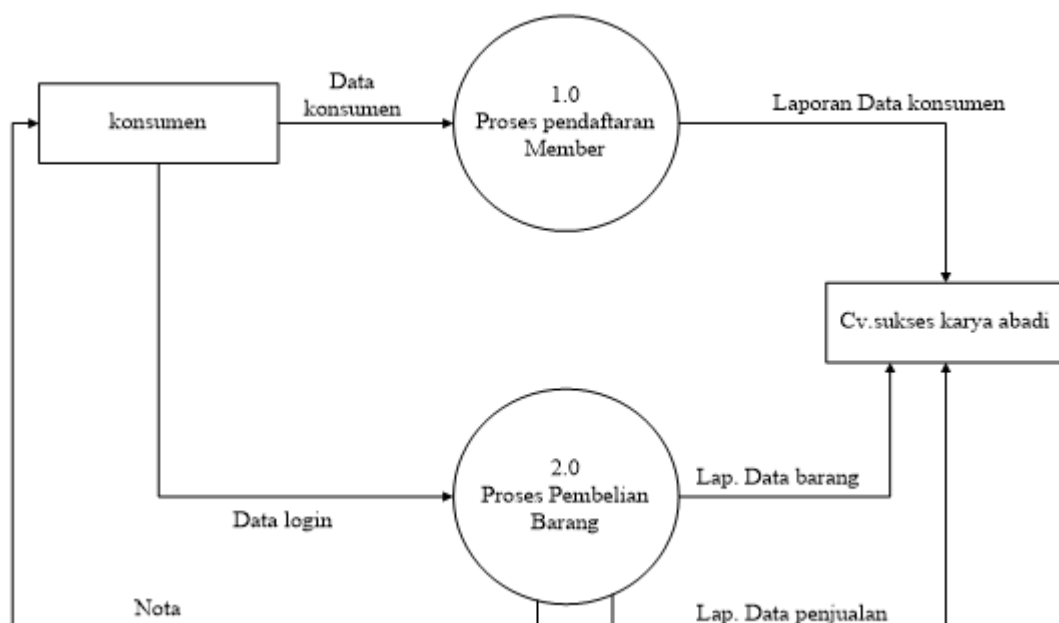 Data
konsumen
konsumen
1.0
Proses pendaftaran
Member
Laporan Data konsumen
Cv.sukses karya abadi
2.0
Proses Pembelian
Barang
Lap. Data barang
Data login
Nota
Lap. Data penjualan